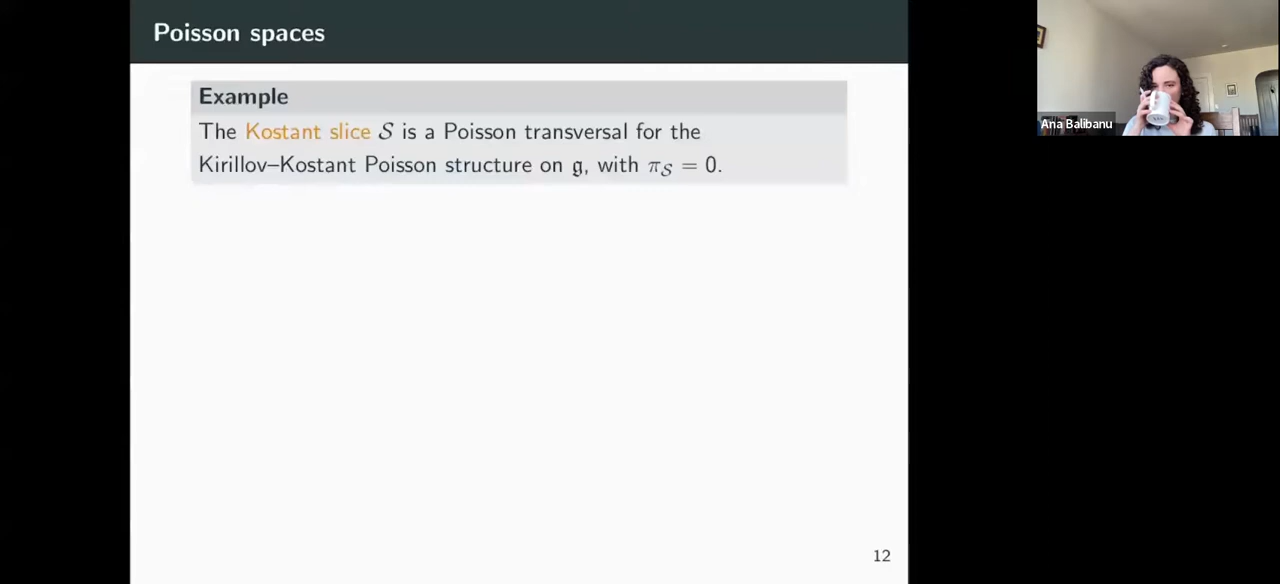 Poisson spaces
Example
The Kostant slice 𝒮 is a Poisson transversal for the
Kirillov–Kostant Poisson structure on 𝔤, with π_𝒮 = 0.
12
Ana Balibanu